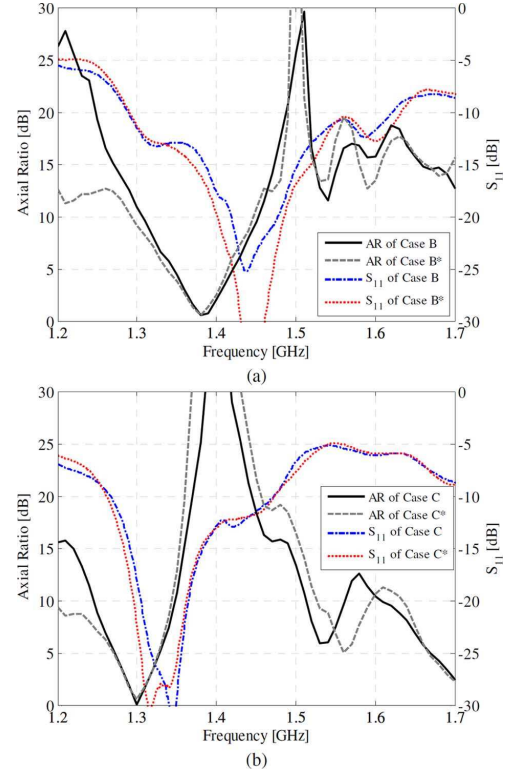 (a)
30
25
20
15
10
5
0
Axial Ratio [dB]
0
-5
-10
-15
-20
-25
-30
S11 [dB]
AR of Case B
AR of Case B*
S11 of Case B
S11 of Case B*
1.2 1.3 1.4 1.5 1.6 1.7
Frequency [GHz]
(a)
30
25
20
15
10
5
0
Axial Ratio [dB]
0
-5
-10
-15
-20
-25
-30
S11 [dB]
AR of Case C
AR of Case C*
S11 of Case C
S11 of Case C*
1.2 1.3 1.4 1.5 1.6 1.7
Frequency [GHz]
(b)